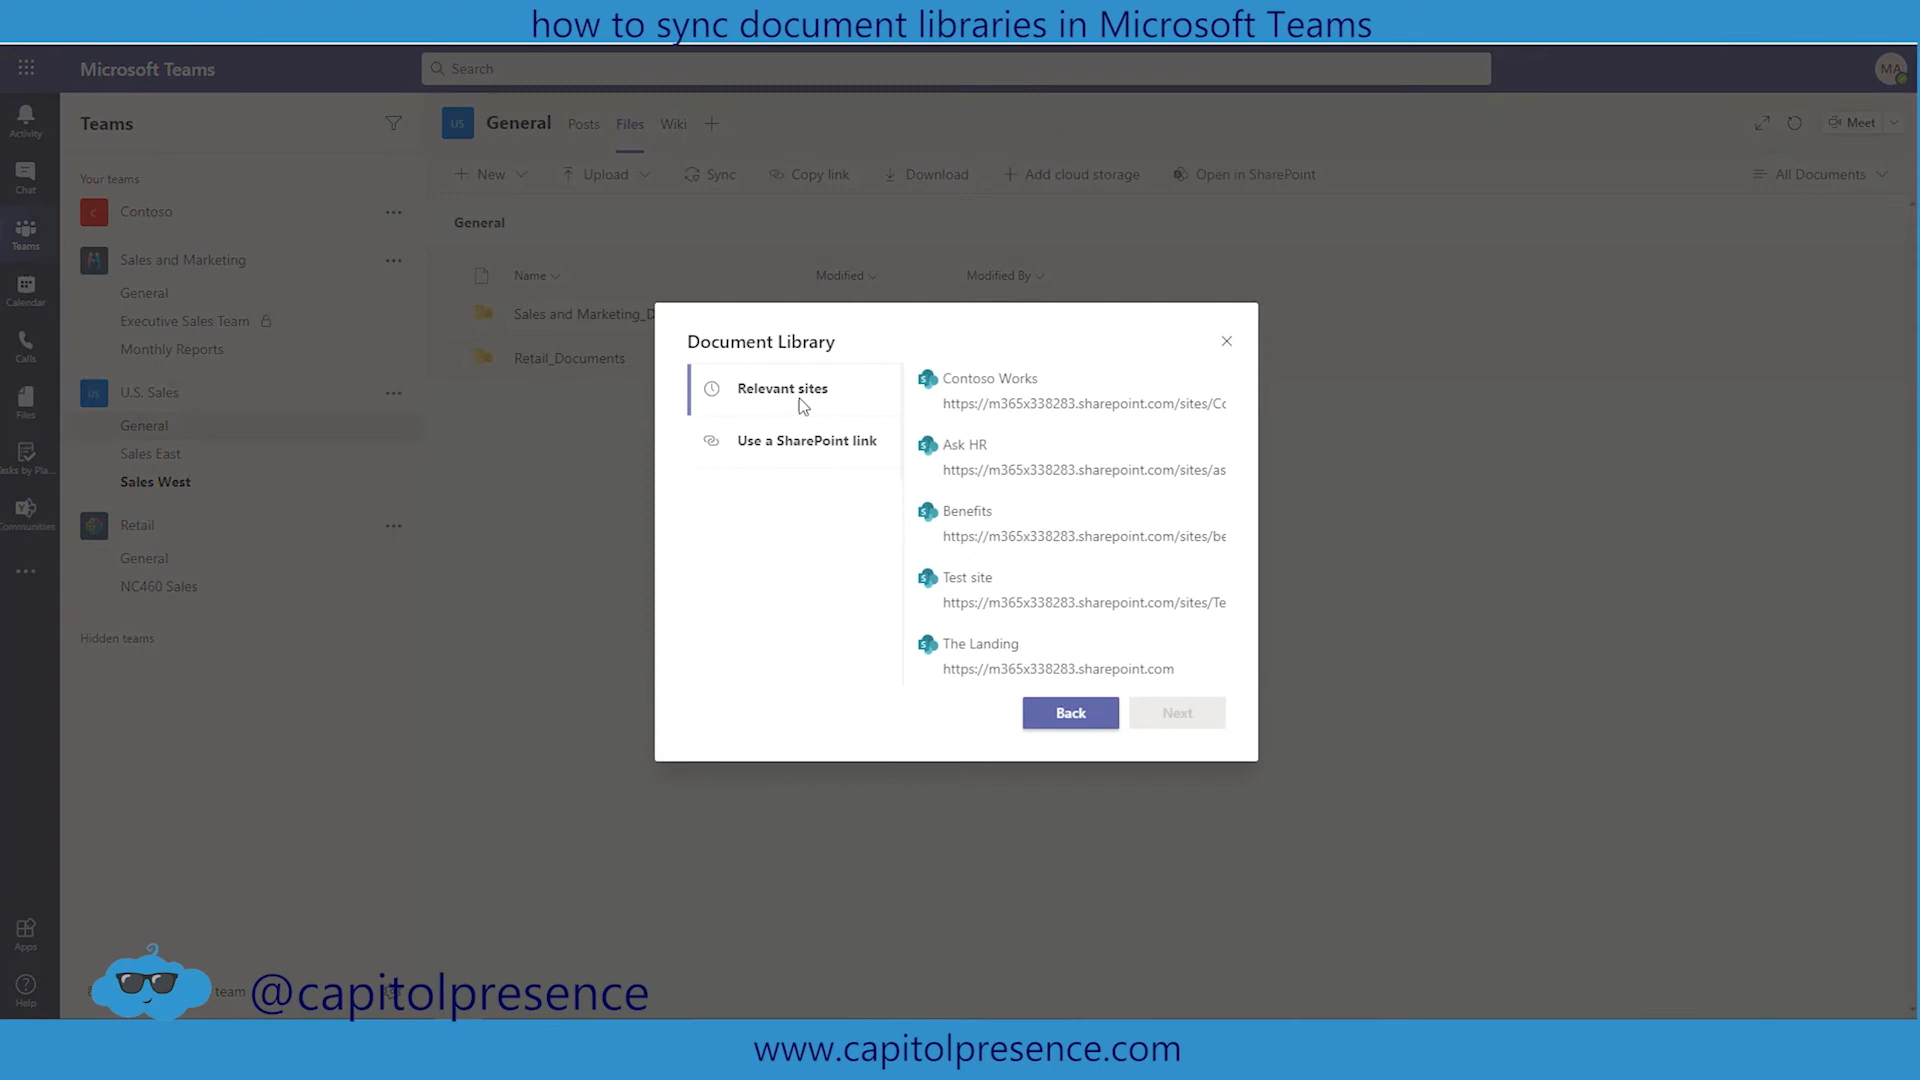 how to sync document libraries in Microsoft Teams
Microsoft Teams
Search
MA
Activity
Chat
Teams
Calendar
Calls
Files
Tasks by Pla...
Communities
Apps
Help
Teams
Your teams
C
Contoso
Sales and Marketing
General
Executive Sales Team
Monthly Reports
US
U.S. Sales
General
Sales East
Sales West
Retail
General
NC460 Sales
Hidden teams
team
US
General
Posts
Files
Wiki
Meet
New
Upload
Sync
Copy link
Download
Add cloud storage
Open in SharePoint
All Documents
General
Name
Modified
Modified By
Sales and Marketing_D
Retail_Documents
Document Library
Relevant sites
Use a SharePoint link
Contoso Works
https://m365x338283.sharepoint.com/sites/Co
Ask HR
https://m365x338283.sharepoint.com/sites/as
Benefits
https://m365x338283.sharepoint.com/sites/be
Test site
https://m365x338283.sharepoint.com/sites/Te
The Landing
https://m365x338283.sharepoint.com
Back
Next
@capitolpresence
www.capitolpresence.com